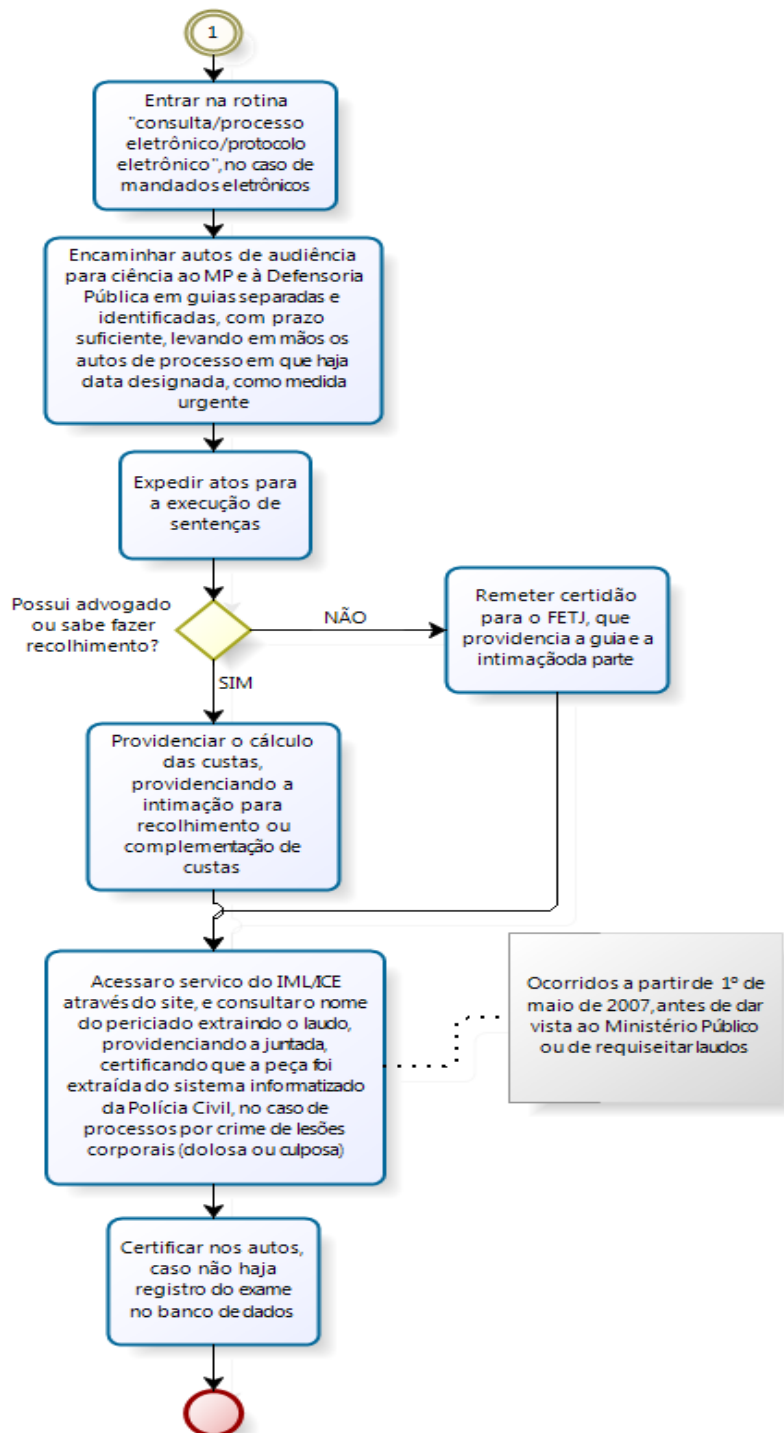 1
Entrar na rotina
"consulta/processo
eletrônico/protocolo
eletrônico", no caso de
mandados eletrônicos
Encaminhar autos de audiência
para ciência ao MP e à Defensoria
Pública em guias separadas e
identificadas, com prazo
suficiente, levando em mãos os
autos de processo em que haja
data designada, como medida
urgente
Expedir atos para
a execução de
sentenças
Possui advogado
ou sabe fazer
recolhimento?
NÃO
Remeter certidão
para o FETJ, que
providencia a guia e a
intimaçãoda parte
SIM
Providenciar o cálculo
das custas,
providenciando a
intimação para
recolhimento ou
complementação de
custas
Acessar o servico do IML/ICE
através do site, e consultar o nome
do periciado extraindo o laudo,
providenciando a juntada,
certificando que a peça foi
extraída do sistema informatizado
da Polícia Civil, no caso de
processos por crime de lesões
corporais (dolosa ou culposa)
Ocorridos a partir de 1º de
maio de 2007, antes de dar
vista ao Ministério Público
ou de requiseitar laudos
Certificar nos autos,
caso não haja
registro do exame
no banco de dados